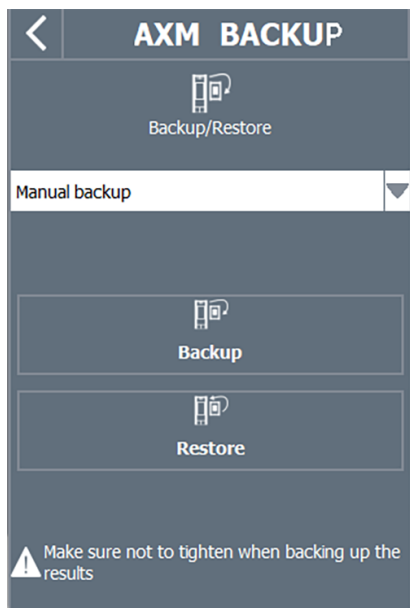 AXM BACKUP
Backup/Restore
Manual backup
Backup
Restore
Make sure not to tighten when backing up the
results